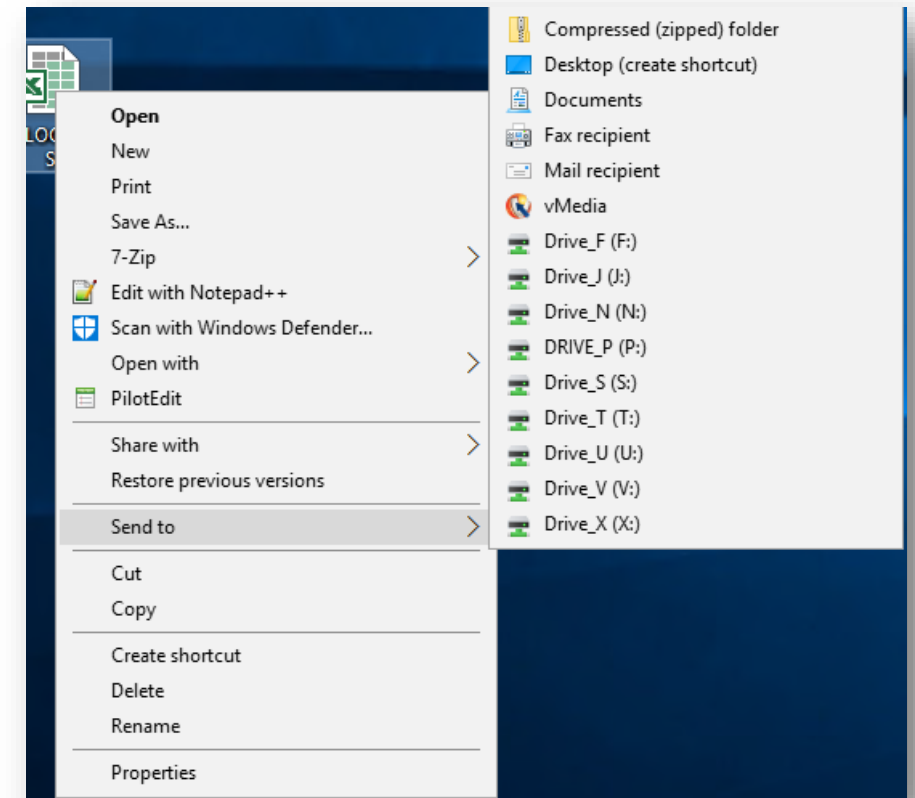 Open
New
Print
Save As...
7-Zip
Edit with Notepad++
Scan with Windows Defender...
Open with
PilotEdit
Share with
Restore previous versions
Send to
Cut
Copy
Create shortcut
Delete
Rename
Properties
Compressed (zipped) folder
Desktop (create shortcut)
Documents
Fax recipient
Mail recipient
vMedia
Drive_F (F:)
Drive_J (J:)
Drive_N (N:)
DRIVE_P (P:)
Drive_S (S:)
Drive_T (T:)
Drive_U (U:)
Drive_V (V:)
Drive_X (X:)